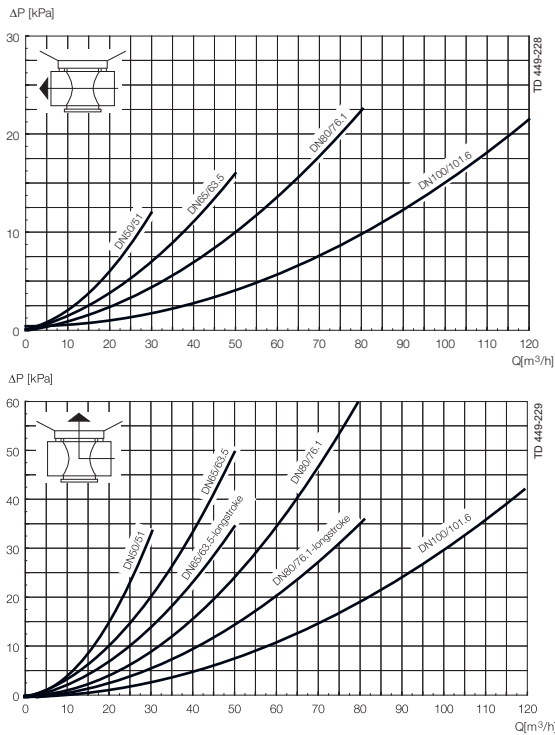 ΔP [kPa]
30
20
10
0
TD 449-228
DN50/51
DN65/63.5
DN80/76.1
DN100/101.6
0 10 20 30 40 50 60 70 80 90 100 110 120
Q[m³/h]
ΔP [kPa]
60
50
40
30
20
10
0
TD 449-229
DN50/51
DN65/63.5
DN65/63.5-longstroke
DN80/76.1
DN80/76.1-longstroke
DN100/101.6
0 10 20 30 40 50 60 70 80 90 100 110 120
Q[m³/h]